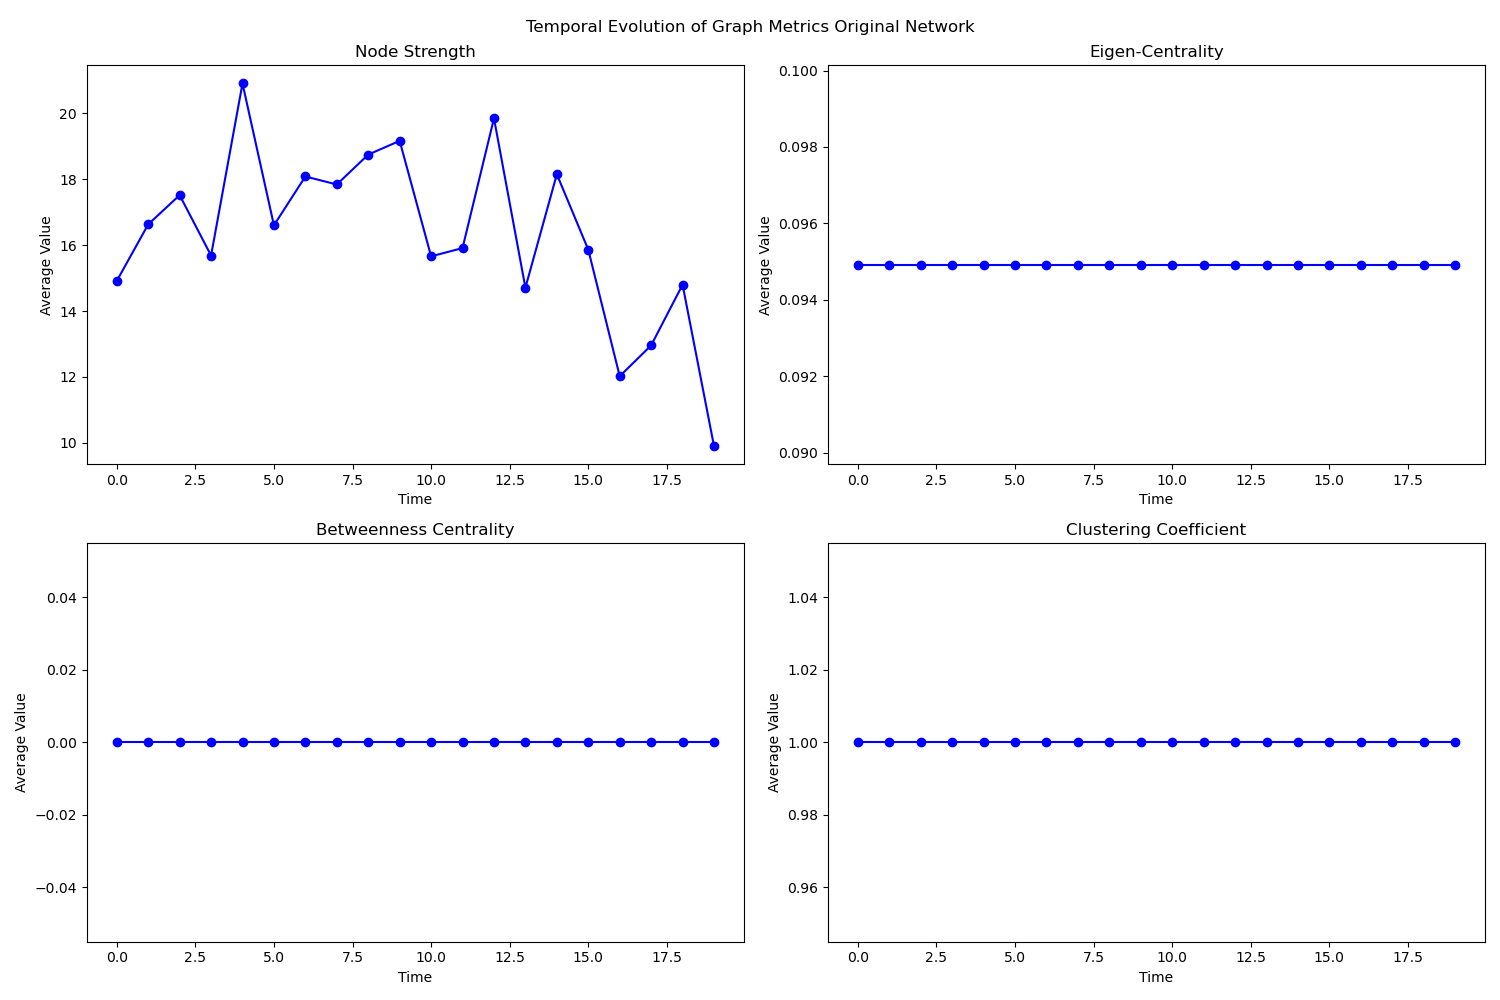 Temporal Evolution of Graph Metrics Original Network
Node Strength
Average Value
20
18
16
14
12
10
0.0 2.5 5.0 7.5 10.0 12.5 15.0 17.5
Time
Eigen-Centrality
Average Value
0.100
0.098
0.096
0.094
0.092
0.090
0.0 2.5 5.0 7.5 10.0 12.5 15.0 17.5
Time
Betweenness Centrality
Average Value
0.04
0.02
0.00
−0.02
−0.04
0.0 2.5 5.0 7.5 10.0 12.5 15.0 17.5
Time
Clustering Coefficient
Average Value
1.04
1.02
1.00
0.98
0.96
0.0 2.5 5.0 7.5 10.0 12.5 15.0 17.5
Time